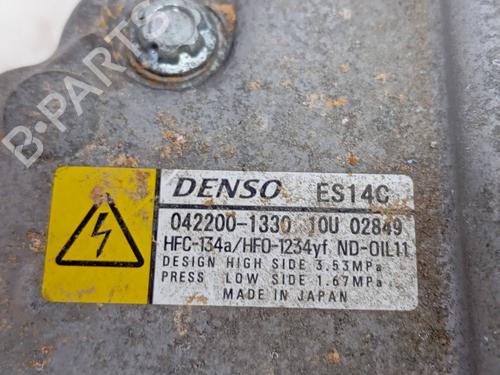 B-PARTS
DENSO ES14C
042200-1330 10U 02849
HFC-134a/HFO-1234yf ND-OIL11
DESIGN HIGH SIDE 3.53MPa
PRESS LOW SIDE 1.67MPa
MADE IN JAPAN